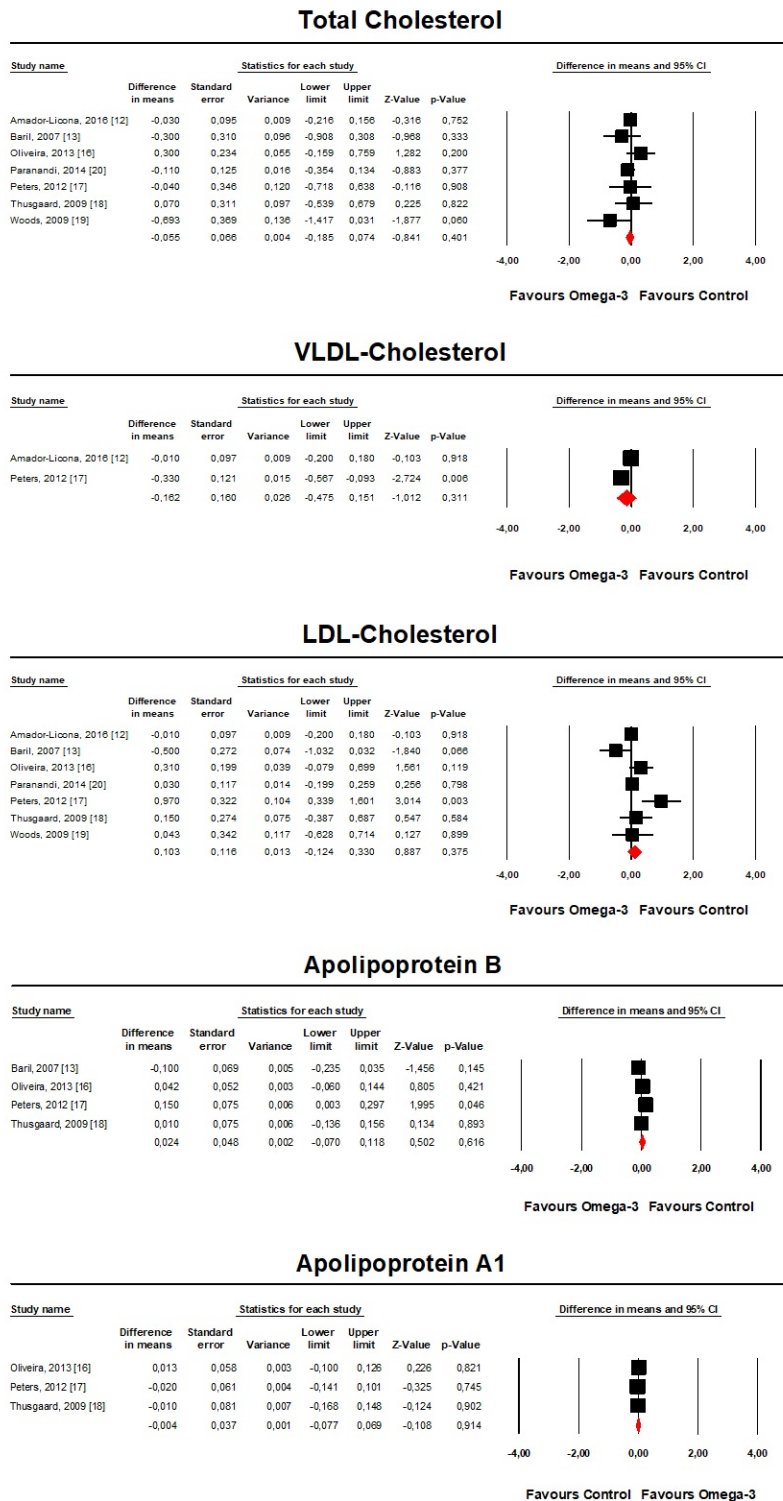 Total Cholesterol
Study name Statistics for each study Difference in means and 95% CI
Difference Standard Lower Upper
in means error Variance limit limit Z-Value p-Value
Amador-Licona, 2016 [12] -0,030 0,095 0,009 -0,216 0,156 -0,316 0,752
Baril, 2007 [13] -0,300 0,310 0,096 -0,908 0,308 -0,968 0,333
Oliveira, 2013 [16] 0,300 0,234 0,055 -0,159 0,759 1,282 0,200
Paranandi, 2014 [20] -0,110 0,125 0,016 -0,354 0,134 -0,883 0,377
Peters, 2012 [17] -0,040 0,346 0,120 -0,718 0,638 -0,116 0,908
Thusgaard, 2009 [18] 0,070 0,311 0,097 -0,539 0,679 0,225 0,822
Woods, 2009 [19] -0,693 0,369 0,136 -1,417 0,031 -1,877 0,060
-0,055 0,066 0,004 -0,185 0,074 -0,841 0,401
-4,00 -2,00 0,00 2,00 4,00
Favours Omega-3 Favours Control
VLDL-Cholesterol
Study name Statistics for each study Difference in means and 95% CI
Difference Standard Lower Upper
in means error Variance limit limit Z-Value p-Value
Amador-Licona, 2016 [12] -0,010 0,097 0,009 -0,200 0,180 -0,103 0,918
Peters, 2012 [17] -0,330 0,121 0,015 -0,567 -0,093 -2,724 0,006
-0,162 0,160 0,026 -0,475 0,151 -1,012 0,311
-4,00 -2,00 0,00 2,00 4,00
Favours Omega-3 Favours Control
LDL-Cholesterol
Study name Statistics for each study Difference in means and 95% CI
Difference Standard Lower Upper
in means error Variance limit limit Z-Value p-Value
Amador-Licona, 2016 [12] -0,010 0,097 0,009 -0,200 0,180 -0,103 0,918
Baril, 2007 [13] -0,500 0,272 0,074 -1,032 0,032 -1,840 0,066
Oliveira, 2013 [16] 0,310 0,199 0,039 -0,079 0,699 1,561 0,119
Paranandi, 2014 [20] 0,030 0,117 0,014 -0,199 0,259 0,256 0,798
Peters, 2012 [17] 0,970 0,322 0,104 0,339 1,601 3,014 0,003
Thusgaard, 2009 [18] 0,150 0,274 0,075 -0,387 0,687 0,547 0,584
Woods, 2009 [19] 0,043 0,342 0,117 -0,628 0,714 0,127 0,899
0,103 0,116 0,013 -0,124 0,330 0,887 0,375
-4,00 -2,00 0,00 2,00 4,00
Favours Omega-3 Favours Control
Apolipoprotein B
Study name Statistics for each study Difference in means and 95% CI
Difference Standard Lower Upper
in means error Variance limit limit Z-Value p-Value
Baril, 2007 [13] -0,100 0,069 0,005 -0,235 0,035 -1,456 0,145
Oliveira, 2013 [16] 0,042 0,052 0,003 -0,060 0,144 0,805 0,421
Peters, 2012 [17] 0,150 0,075 0,006 0,003 0,297 1,995 0,046
Thusgaard, 2009 [18] 0,010 0,075 0,006 -0,136 0,156 0,134 0,893
0,024 0,048 0,002 -0,070 0,118 0,502 0,616
-4,00 -2,00 0,00 2,00 4,00
Favours Omega-3 Favours Control
Apolipoprotein A1
Study name Statistics for each study Difference in means and 95% CI
Difference Standard Lower Upper
in means error Variance limit limit Z-Value p-Value
Oliveira, 2013 [16] 0,013 0,058 0,003 -0,100 0,126 0,226 0,821
Peters, 2012 [17] -0,020 0,061 0,004 -0,141 0,101 -0,325 0,745
Thusgaard, 2009 [18] -0,010 0,081 0,007 -0,168 0,148 -0,124 0,902
-0,004 0,037 0,001 -0,077 0,069 -0,108 0,914
-4,00 -2,00 0,00 2,00 4,00
Favours Control Favours Omega-3